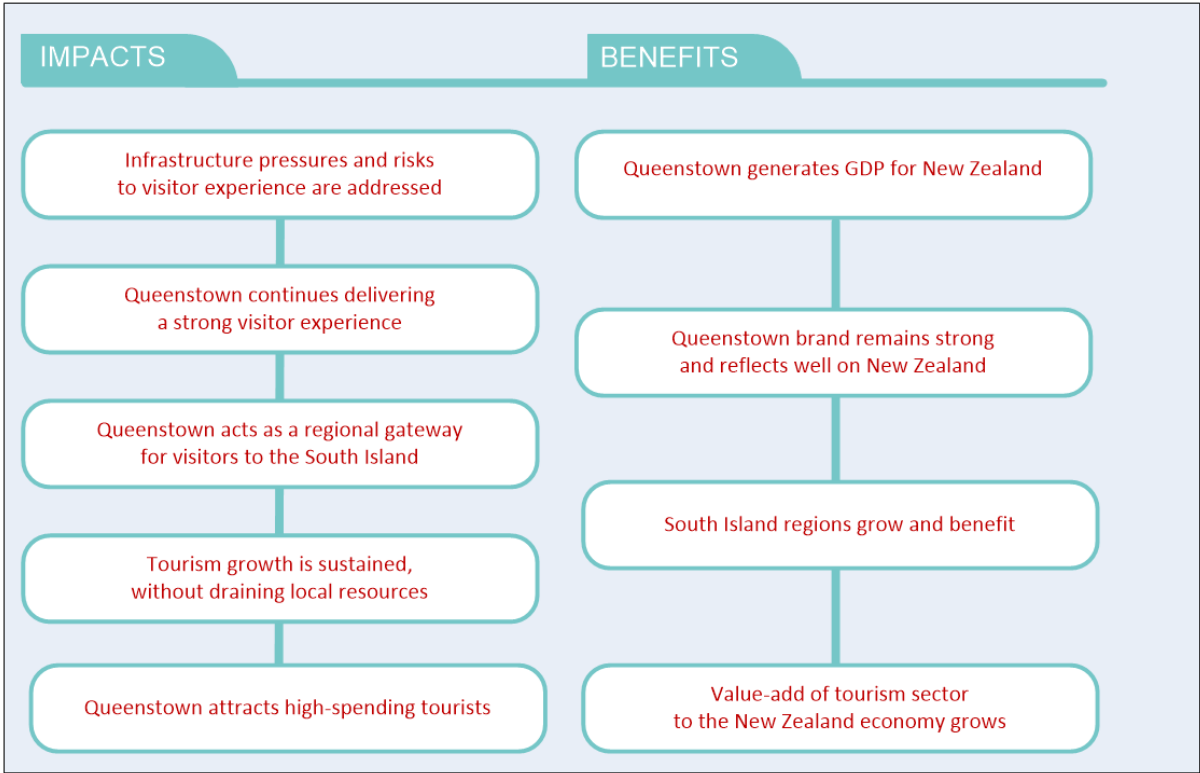 IMPACTS
Infrastructure pressures and risks
to visitor experience are addressed
Queenstown continues delivering
a strong visitor experience
Queenstown acts as a regional gateway
for visitors to the South Island
Tourism growth is sustained,
without draining local resources
Queenstown attracts high-spending tourists
BENEFITS
Queenstown generates GDP for New Zealand
Queenstown brand remains strong
and reflects well on New Zealand
South Island regions grow and benefit
Value-add of tourism sector
to the New Zealand economy grows